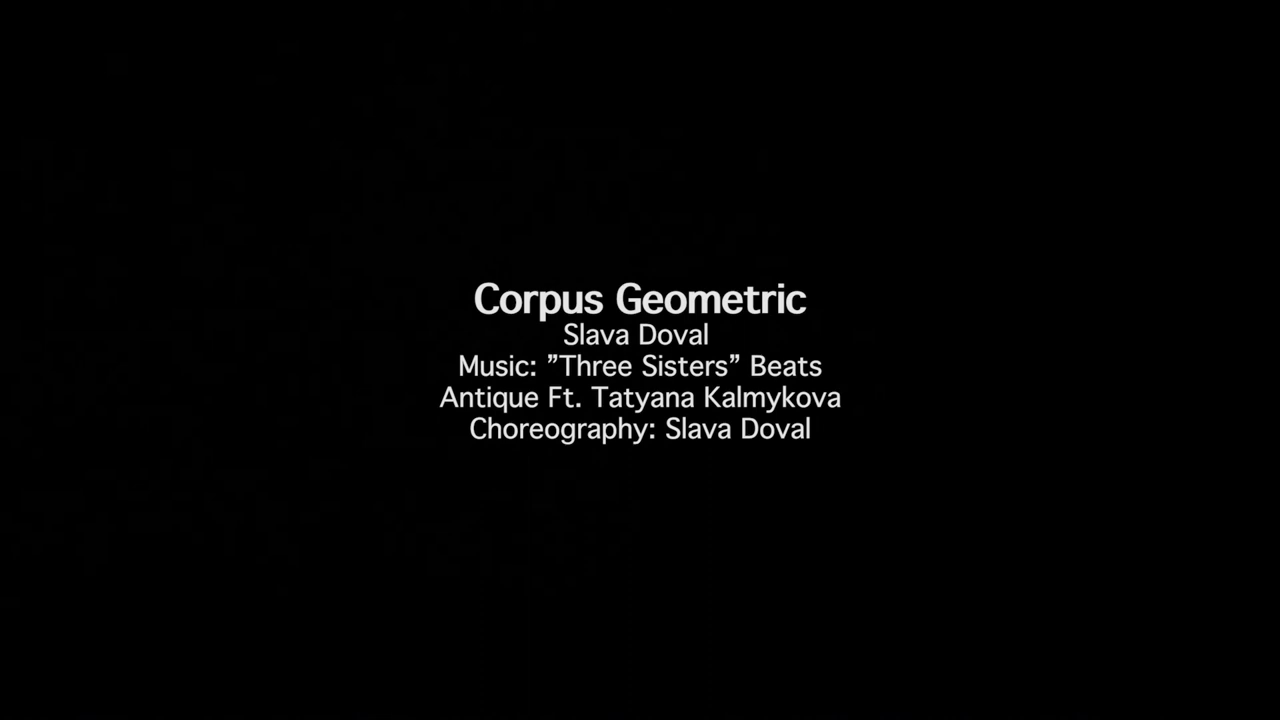 Corpus Geometric
Slava Doval
Music: ”Three Sisters” Beats
Antique Ft. Tatyana Kalmykova
Choreography: Slava Doval